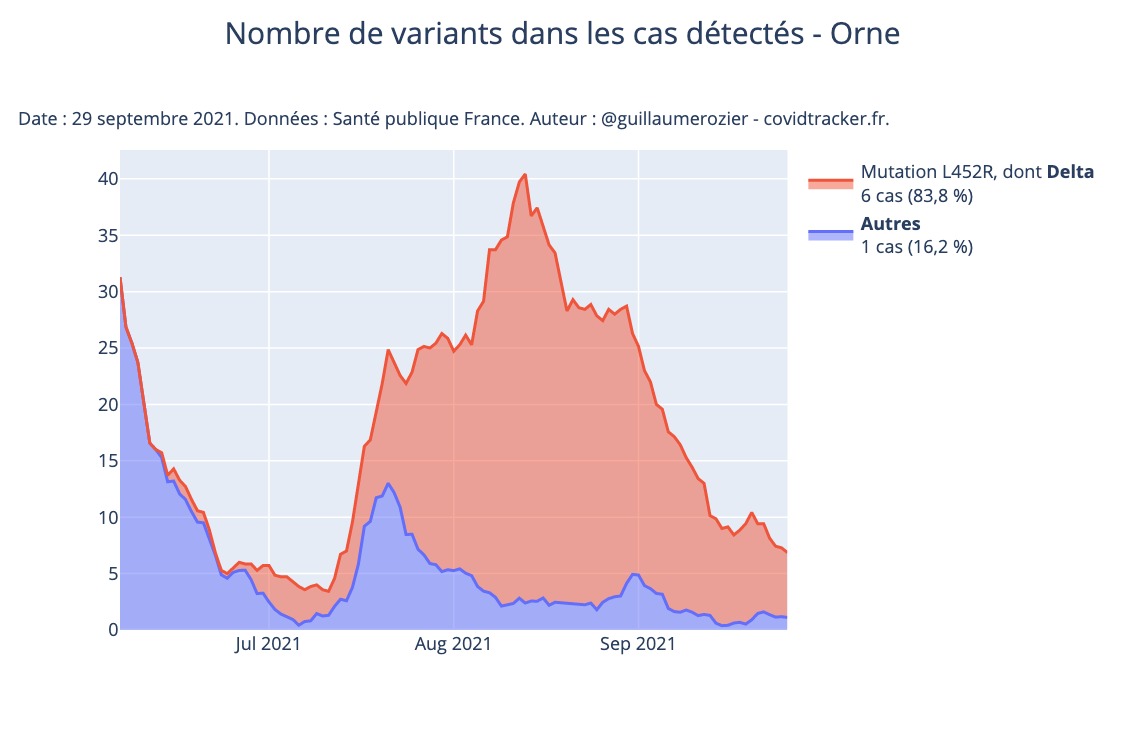 Nombre de variants dans les cas détectés - Orne
Date : 29 septembre 2021. Données : Santé publique France. Auteur : @guillaumerozier - covidtracker.fr.
Mutation L452R, dont Delta
6 cas (83,8 %)
Autres
1 cas (16,2 %)
40
35
30
25
20
15
10
5
0
Jul 2021
Aug 2021
Sep 2021